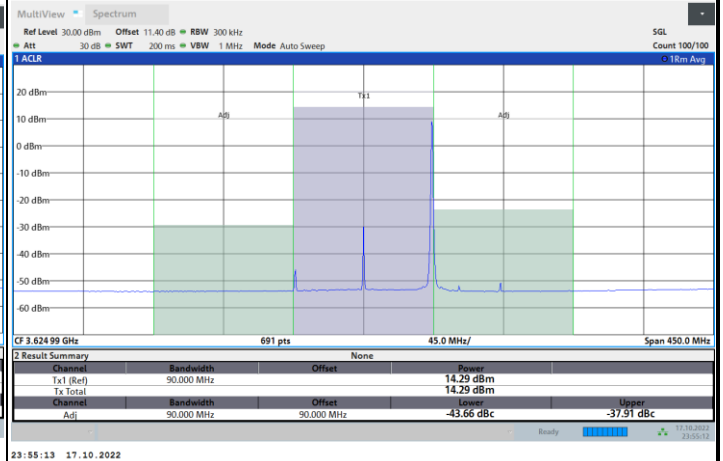 MultiView Spectrum
Ref Level 30.00 dBm Offset 11.40 dB RBW 300 kHz SGL
Att 30 dB SWT 200 ms VBW 1 MHz Mode Auto Sweep Count 100/100
1 ACLR 1Rm Avg
20 dBm
Tx1
10 dBm Adj Adj
0 dBm
-10 dBm
-20 dBm
-30 dBm
-40 dBm
-50 dBm
-60 dBm
CF 3.624 99 GHz 691 pts 45.0 MHz/ Span 450.0 MHz
2 Result Summary None
Channel Bandwidth Offset Power
Tx1 (Ref) 90.000 MHz 14.29 dBm
Tx Total 14.29 dBm
Channel Bandwidth Offset Lower Upper
Adj 90.000 MHz 90.000 MHz -43.66 dBc -37.91 dBc
Ready 17.10.2022
23:55:12
23:55:13 17.10.2022